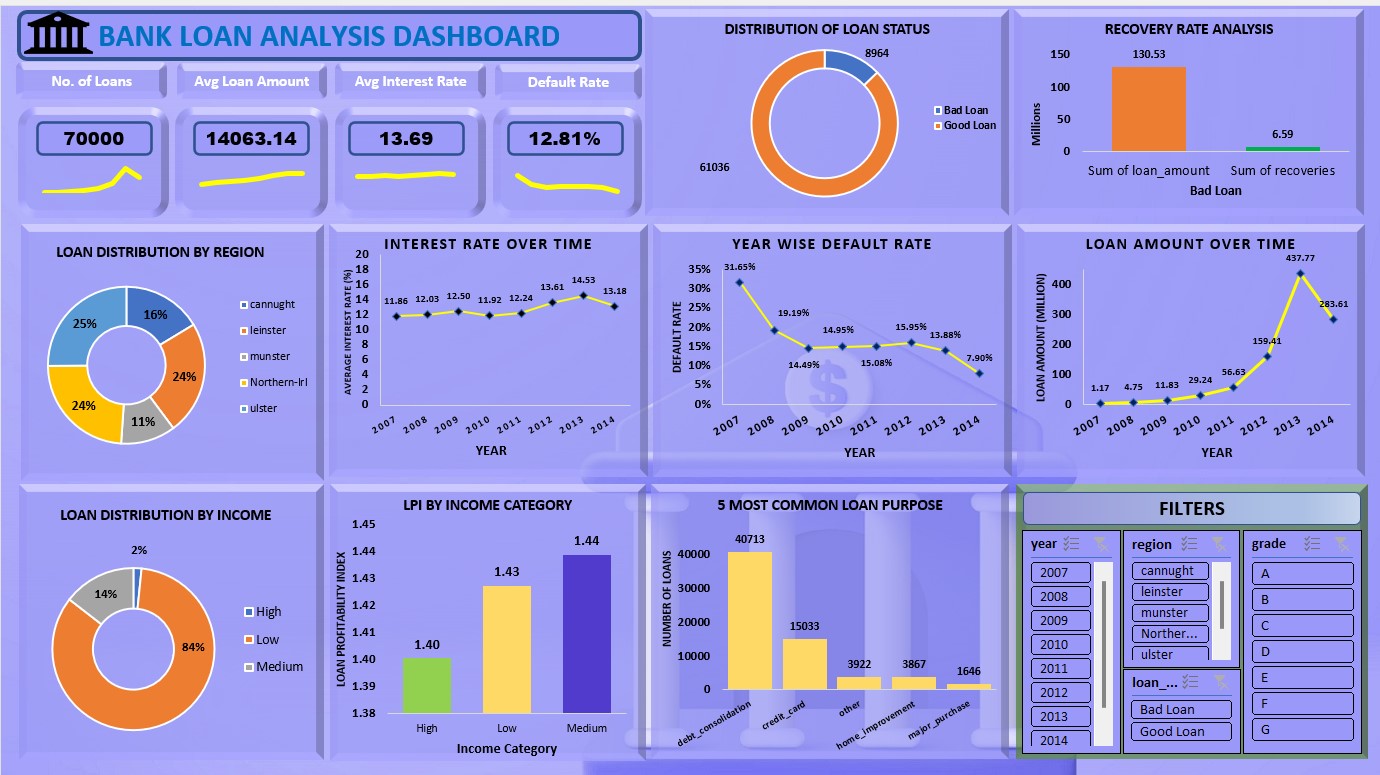 BANK LOAN ANALYSIS DASHBOARD
No. of Loans
70000
Avg Loan Amount
14063.14
Avg Interest Rate
13.69
Default Rate
12.81%
DISTRIBUTION OF LOAN STATUS
8964
61036
Bad Loan
Good Loan
RECOVERY RATE ANALYSIS
Millions
150
100
50
0
130.53
6.59
Sum of loan_amount
Sum of recoveries
Bad Loan
LOAN DISTRIBUTION BY REGION
16%
24%
11%
24%
25%
cannught
leinster
munster
Northern-Irl
ulster
INTEREST RATE OVER TIME
AVERAGE INTEREST RATE (%)
20
18
16
14
12
10
8
6
4
2
0
11.86
12.03
12.50
11.92
12.24
13.61
14.53
13.18
2007
2008
2009
2010
2011
2012
2013
2014
YEAR
YEAR WISE DEFAULT RATE
DEFAULT RATE
35%
30%
25%
20%
15%
10%
5%
0%
31.65%
19.19%
14.49%
14.95%
15.08%
15.95%
13.88%
7.90%
$
2007
2008
2009
2010
2011
2012
2013
2014
YEAR
LOAN AMOUNT OVER TIME
LOAN AMOUNT (MILLION)
400
300
200
100
0
1.17
4.75
11.83
29.24
56.63
159.41
437.77
283.61
2007
2008
2009
2010
2011
2012
2013
2014
YEAR
LOAN DISTRIBUTION BY INCOME
2%
84%
14%
High
Low
Medium
LPI BY INCOME CATEGORY
LOAN PROFITABILITY INDEX
1.45
1.44
1.43
1.42
1.41
1.40
1.39
1.38
1.40
1.43
1.44
High
Low
Medium
Income Category
5 MOST COMMON LOAN PURPOSE
NUMBER OF LOANS
40000
30000
20000
10000
0
40713
15033
3922
3867
1646
debt_consolidation
credit_card
other
home_improvement
major_purchase
FILTERS
year
2007
2008
2009
2010
2011
2012
2013
2014
region
cannught
leinster
munster
Norther...
ulster
loan_...
Bad Loan
Good Loan
grade
A
B
C
D
E
F
G